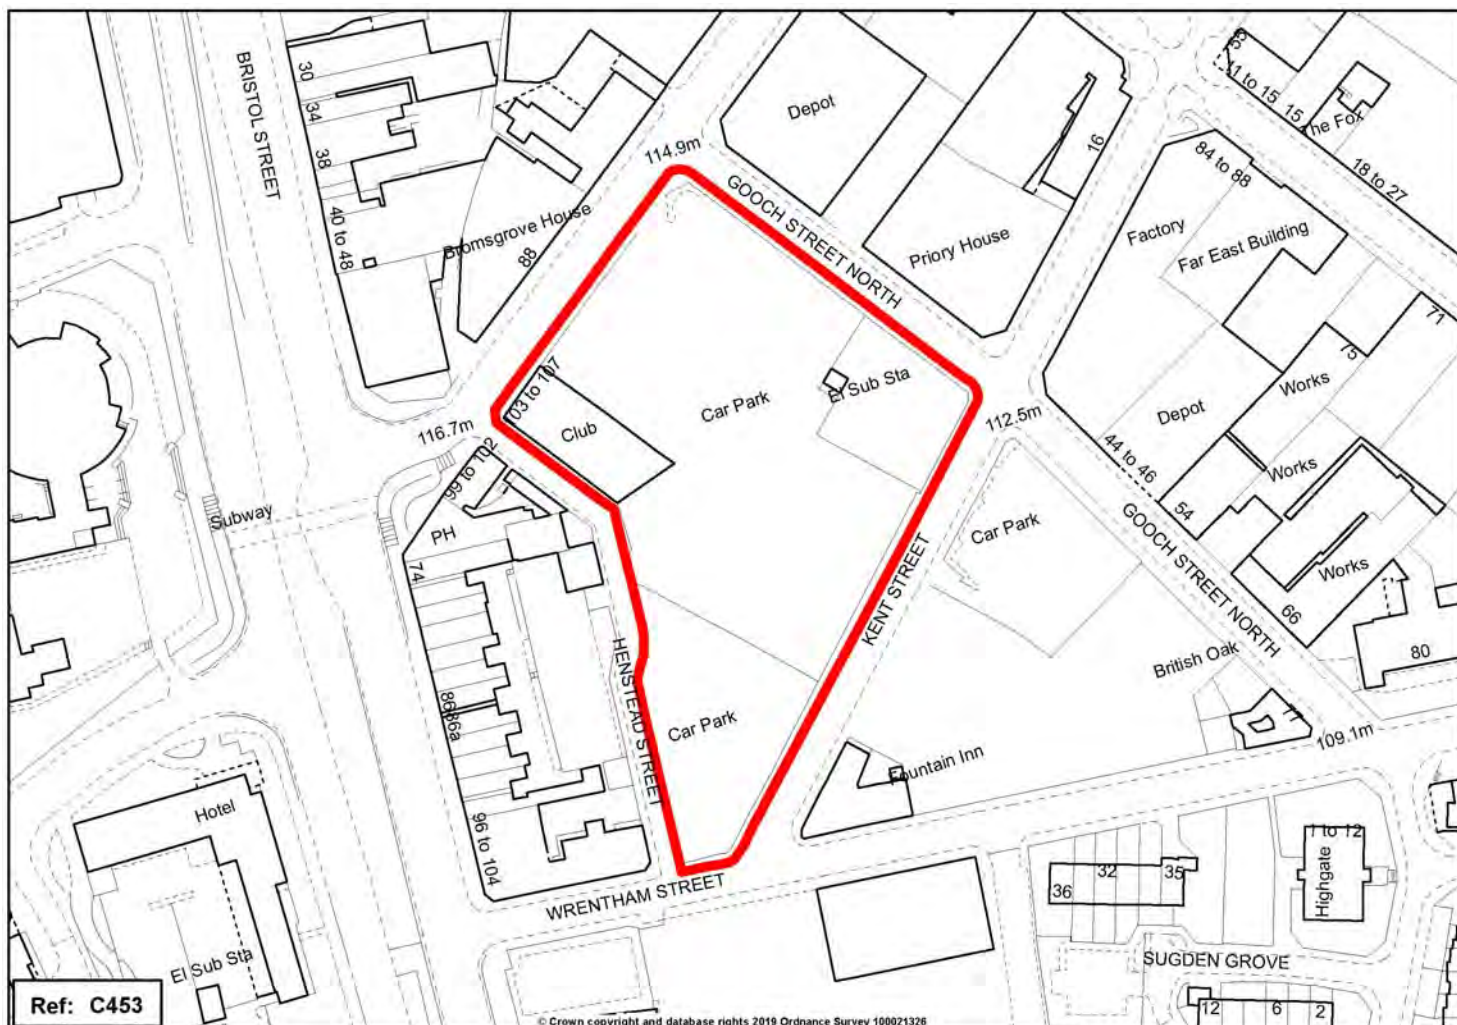 BRISTOL STREET
30
34
38
40 to 48
Bromsgrove House
88
114.9m
Depot
GOOCH STREET NORTH
Priory House
16
53
15
The Fox
18 to 27
84 to 88
Factory
Far East Building
71
75
Works
Depot
44 to 46
Works
54
Works
66
80
GOOCH STREET NORTH
112.5m
Car Park
El Sub Sta
Car Park
Club
03 to 107
116.7m
99 to 102
PH
74
Subway
KENT STREET
British Oak
77
109.1m
HENSTEAD STREET
Car Park
Fountain Inn
86
86a
96 to 104
Hotel
WRENTHAM STREET
El Sub Sta
36
32
35
1 to 12
Highgate
SUGDEN GROVE
12
6
2
Ref: C453
© Crown copyright and database rights 2019 Ordnance Survey 100021326